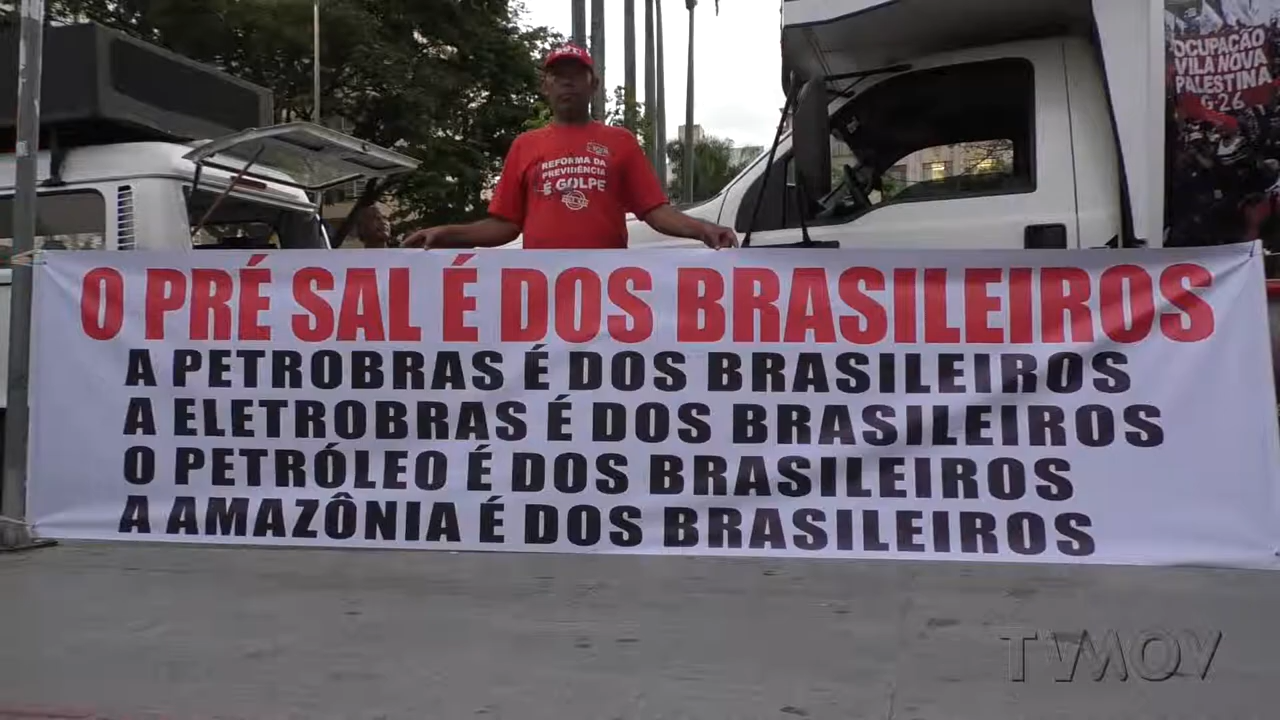 OCUPAÇÃO
VILA NOVA
PALESTINA
G-26
REFORMA DA
PREVIDÊNCIA
É GOLPE
O PRÉ SAL É DOS BRASILEIROS
A PETROBRAS É DOS BRASILEIROS
A ELETROBRAS É DOS BRASILEIROS
O PETRÓLEO É DOS BRASILEIROS
A AMAZÔNIA É DOS BRASILEIROS
TVMOV